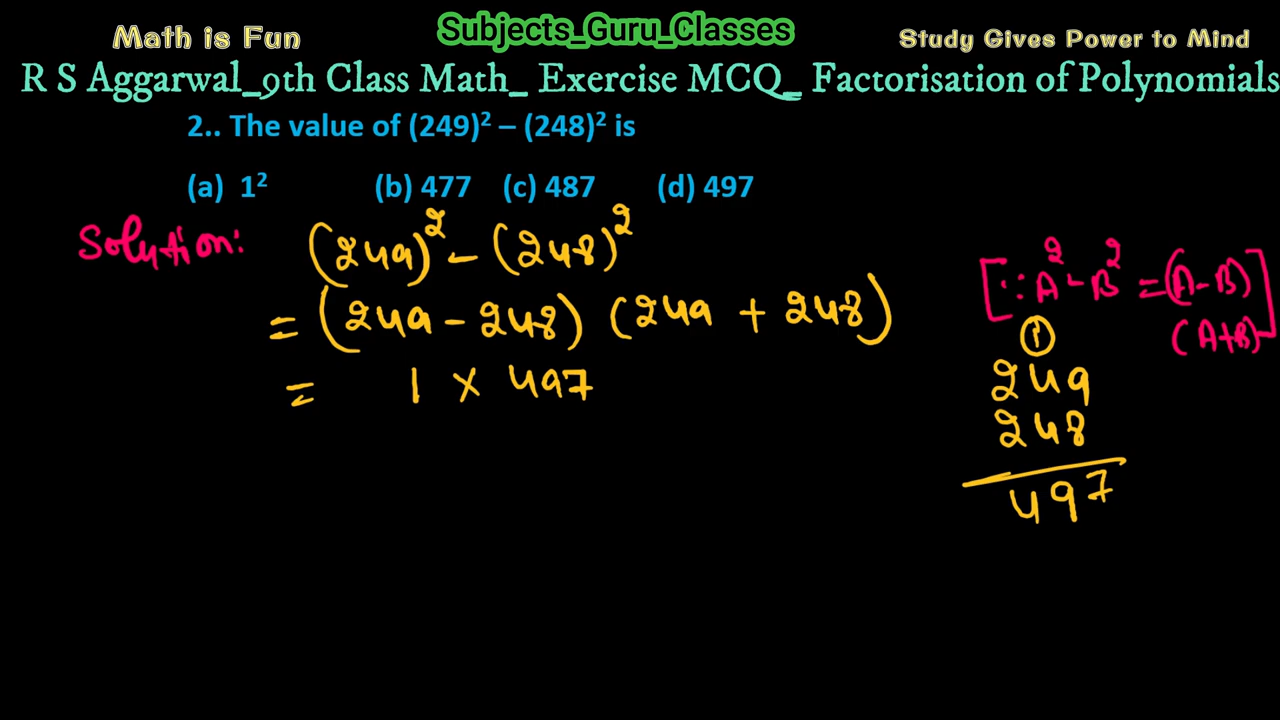 Math is Fun Subjects_Guru_Classes Study Gives Power to Mind
R S Aggarwal_9th Class Math_ Exercise MCQ_ Factorisation of Polynomials
2.. The value of (249)² – (248)² is
(a) 1² (b) 477 (c) 487 (d) 497
Solution: (249)² - (248)²
= (249 - 248) (249 + 248)
= 1 × 497
[∵ A² - B² = (A-B)
(A+B)]
1
249
248
497